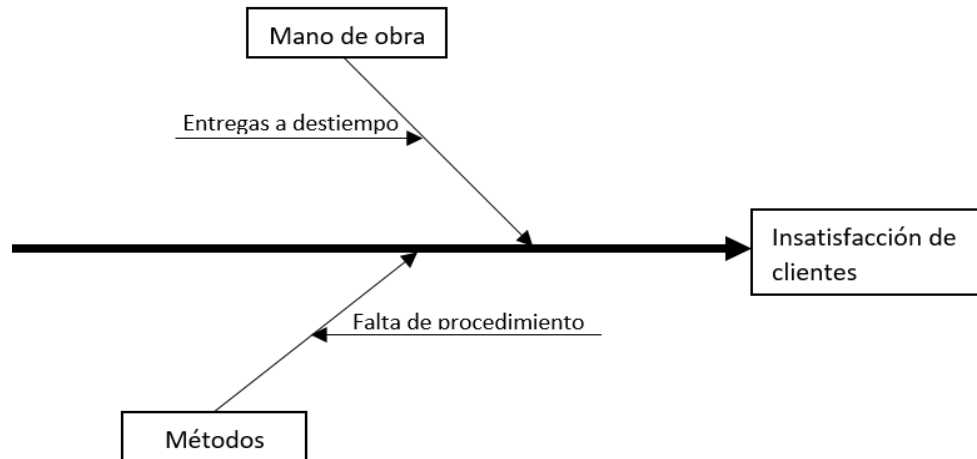 Mano de obra
Entregas a destiempo
Insatisfacción de
clientes
Falta de procedimiento
Métodos